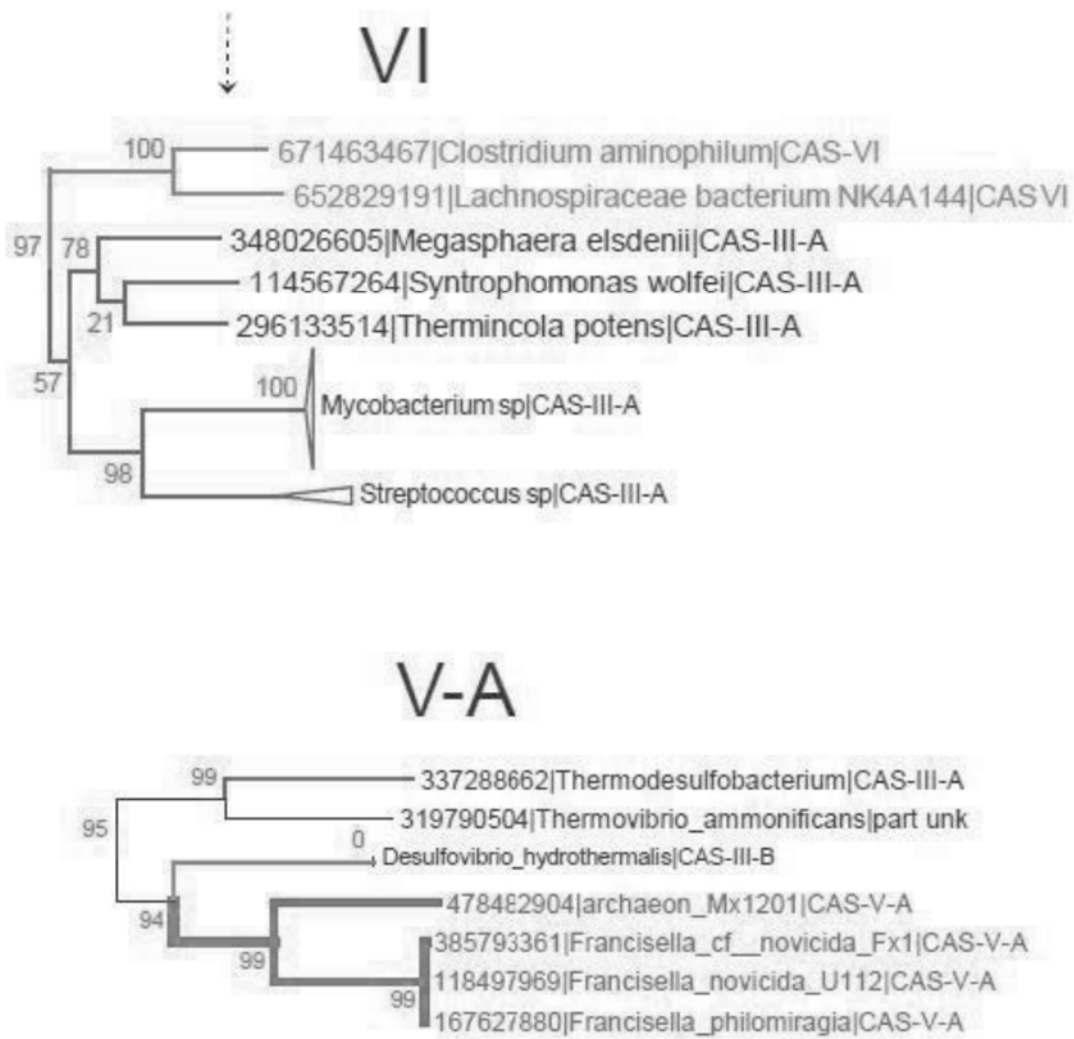 VI
100
671463467|Clostridium aminophilum|CAS-VI
652829191|Lachnospiraceae bacterium NK4A144|CASVI
97
78
348026605|Megasphaera elsdenii|CAS-III-A
114567264|Syntrophomonas wolfei|CAS-III-A
21
296133514|Thermincola potens|CAS-III-A
57
100
Mycobacterium sp|CAS-III-A
98
Streptococcus sp|CAS-III-A
V-A
99
337288662|Thermodesulfobacterium|CAS-III-A
95
319790504|Thermovibrio_ammonificans|part unk
0
Desulfovibrio_hydrothermalis|CAS-III-B
478482904|archaeon_Mx1201|CAS-V-A
94
385793361|Francisella_cf__novicida_Fx1|CAS-V-A
99
118497969|Francisella_novicida_U112|CAS-V-A
99
167627880|Francisella_philomiragia|CAS-V-A